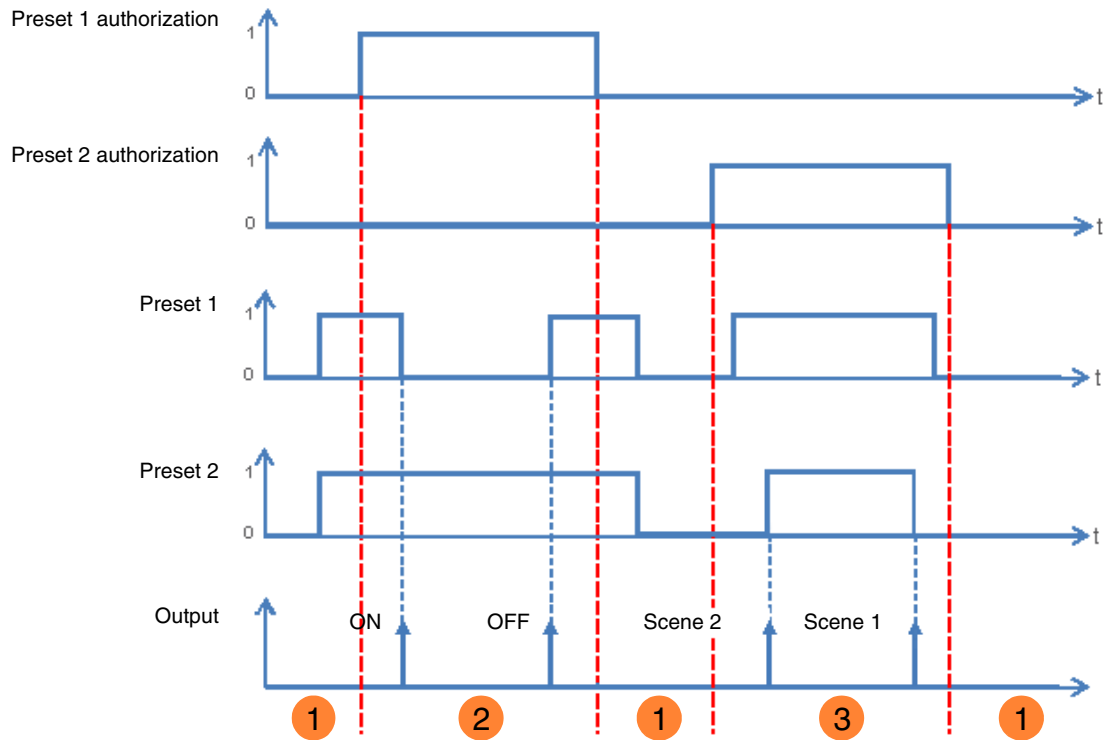 Preset 1 authorization
1
0
t
Preset 2 authorization
1
0
t
Preset 1
1
0
t
Preset 2
1
0
t
Output
ON OFF Scene 2 Scene 1
1 2 1 3 1